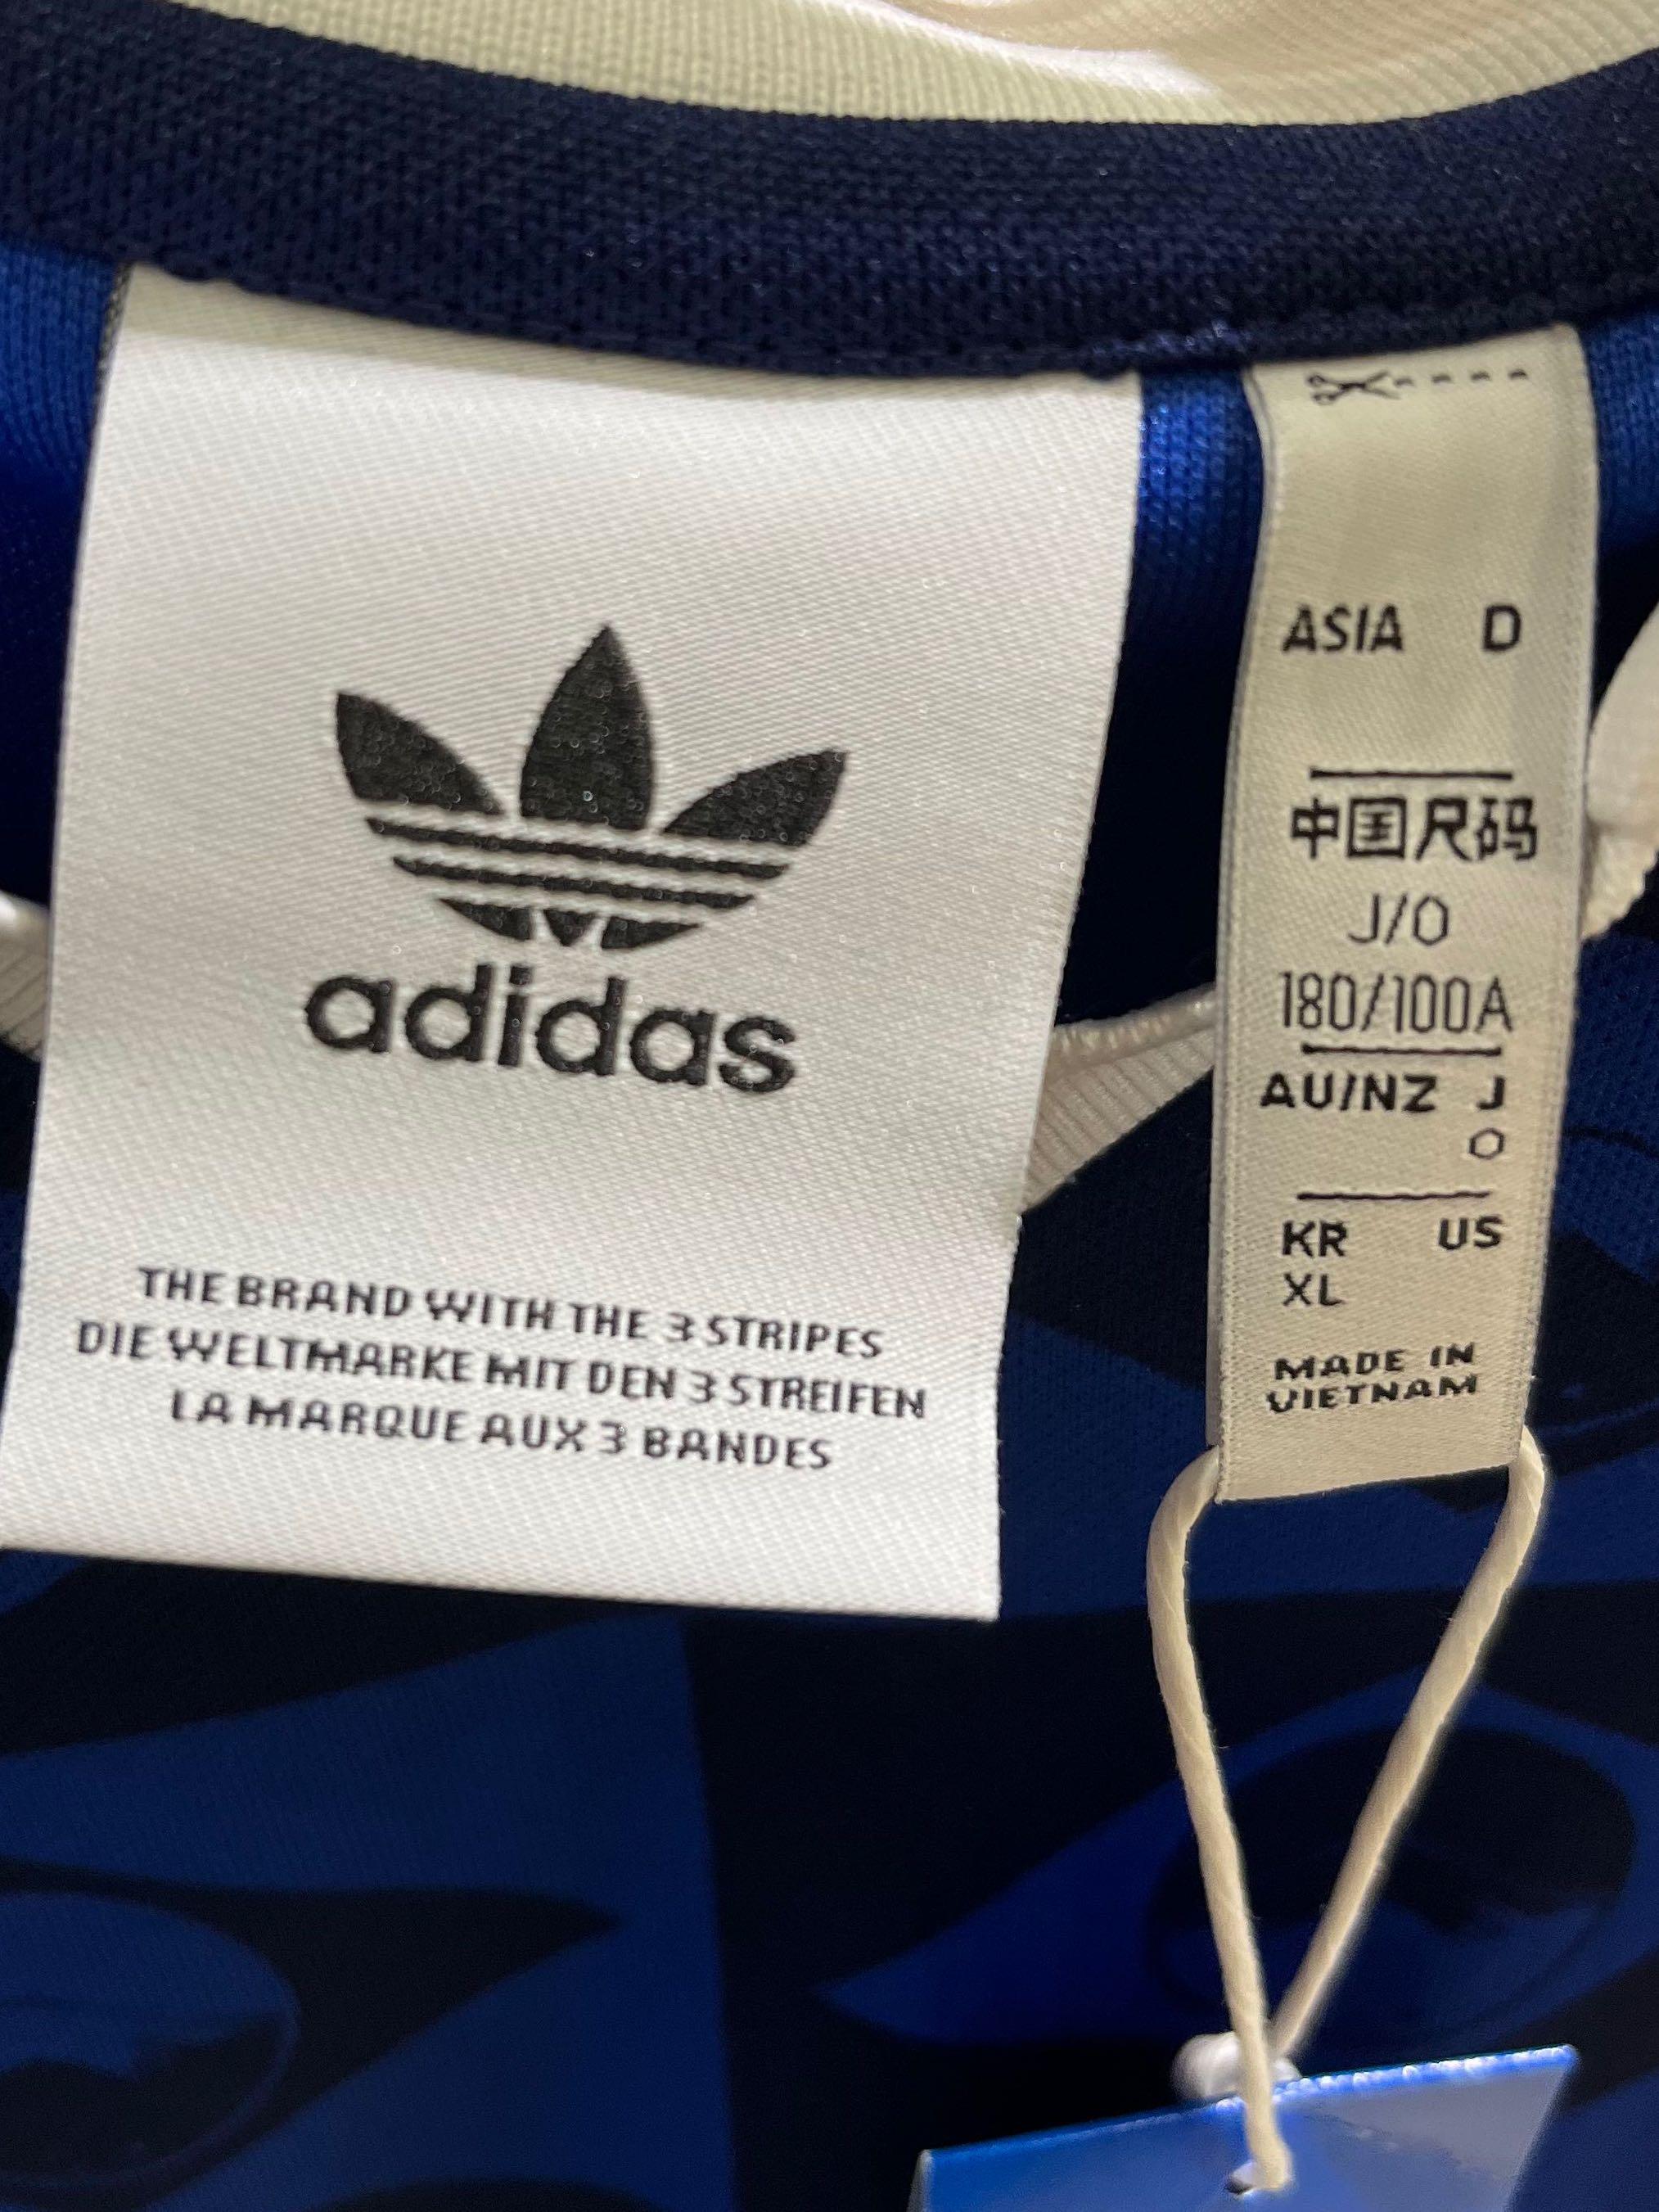 adidas
THE BRAND WITH THE 3 STRIPES
DIE WELTMARKE MIT DEN 3 STREIFEN
LA MARQUE AUX 3 BANDES
ASIA D
中国尺码
J/O
180/100A
AU/NZ J
O
KR US
XL
MADE IN
VIETNAM